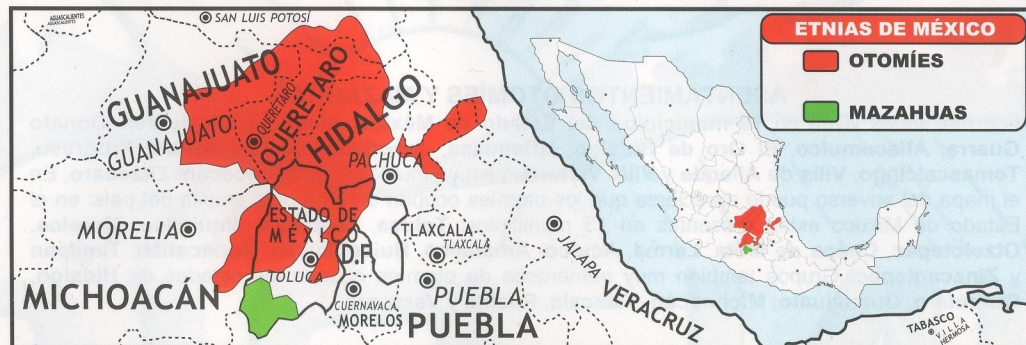 AGUASCALIENTES
AGUASCALIENTES
SAN LUIS POTOSÍ
GUANAJUATO
GUANAJUATO
QUERÉTARO
QUERÉTARO
HIDALGO
PACHUCA
MORELIA
ESTADO DE
MÉXICO
TOLUCA
D.F.
TLAXCALA
TLAXCALA
MICHOACÁN
CUERNAVACA
MORELOS
PUEBLA
PUEBLA
JALAPA
VERACRUZ
ETNIAS DE MÉXICO
OTOMÍES
MAZAHUAS
TABASCO
VILLA
HERMOSA